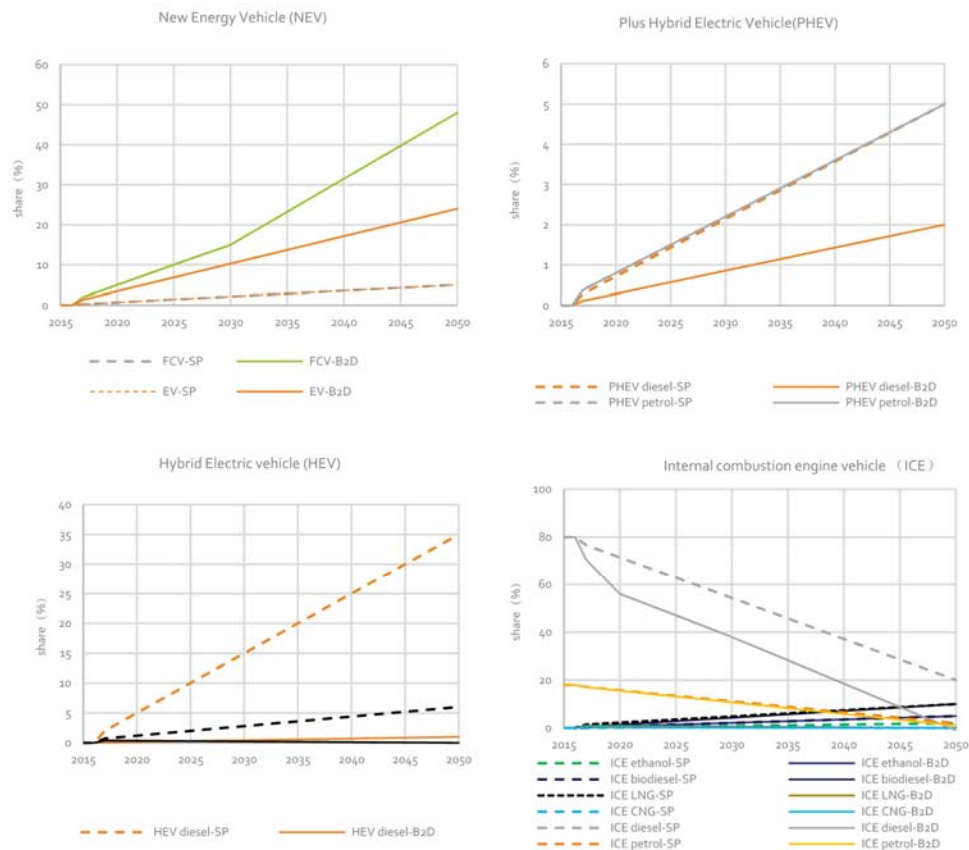 New Energy Vehicle (NEV)
60
50
40
30
20
10
0
share (%)
2015 2020 2025 2030 2035 2040 2045 2050
FCV-SP FCV-B2D
EV-SP EV-B2D
Plus Hybrid Electric Vehicle(PHEV)
6
5
4
3
2
1
0
share (%)
2015 2020 2025 2030 2035 2040 2045 2050
PHEV diesel-SP PHEV diesel-B2D
PHEV petrol-SP PHEV petrol-B2D
Hybrid Electric vehicle (HEV)
40
35
30
25
20
15
10
5
0
share (%)
2015 2020 2025 2030 2035 2040 2045 2050
HEV diesel-SP HEV diesel-B2D
Internal combustion engine vehicle （ICE）
100
80
60
40
20
0
share (%)
2015 2020 2025 2030 2035 2040 2045 2050
ICE ethanol-SP ICE ethanol-B2D
ICE biodiesel-SP ICE biodiesel-B2D
ICE LNG-SP ICE LNG-B2D
ICE CNG-SP ICE CNG-B2D
ICE diesel-SP ICE diesel-B2D
ICE petrol-SP ICE petrol-B2D